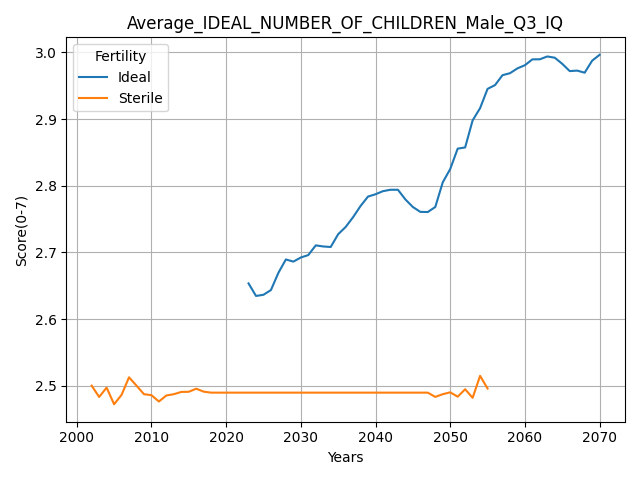 Average_IDEAL_NUMBER_OF_CHILDREN_Male_Q3_IQ
Fertility
Ideal
Sterile
Score(0-7)
3.0
2.9
2.8
2.7
2.6
2.5
2000 2010 2020 2030 2040 2050 2060 2070
Years